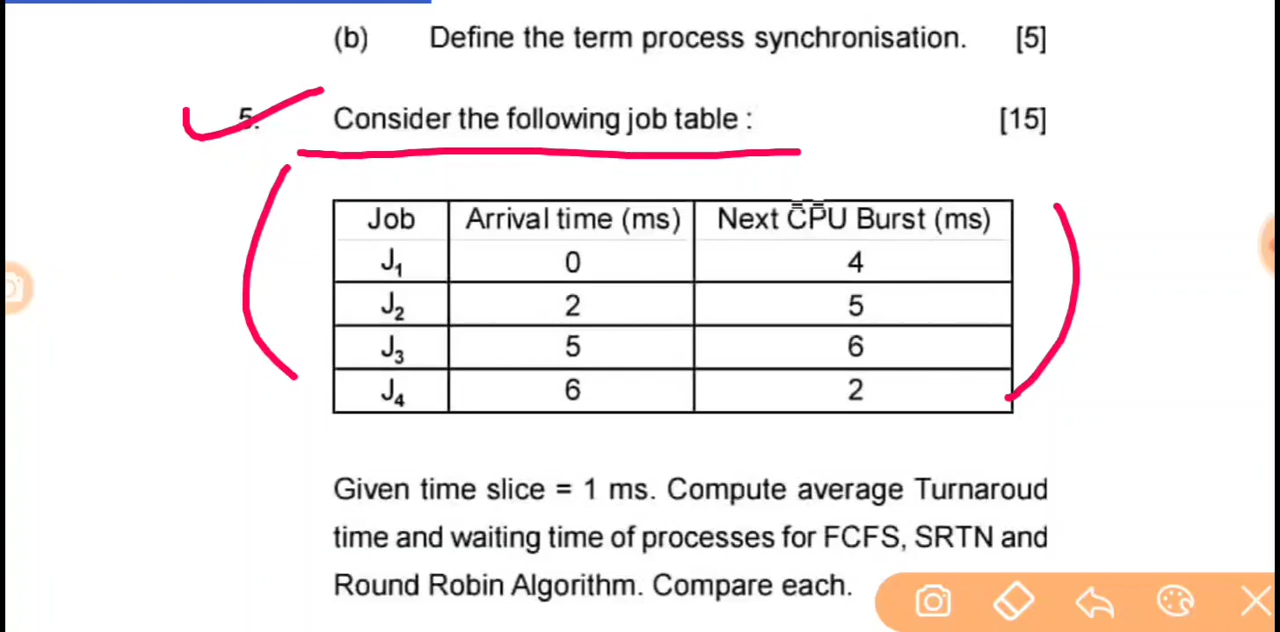 (b) Define the term process synchronisation. [5]
5. Consider the following job table : [15]
Job Arrival time (ms) Next CPU Burst (ms)
J1 0 4
J2 2 5
J3 5 6
J4 6 2
Given time slice = 1 ms. Compute average Turnaroud
time and waiting time of processes for FCFS, SRTN and
Round Robin Algorithm. Compare each.